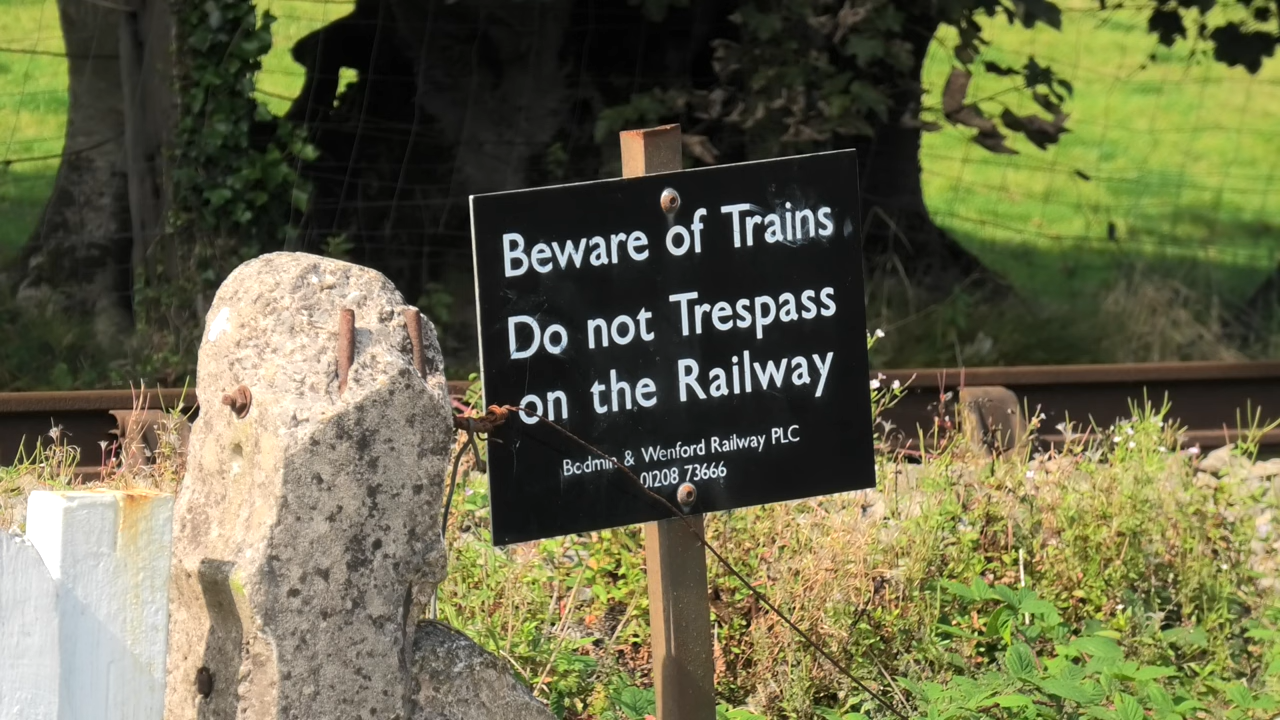 Beware of Trains
Do not Trespass
on the Railway
Bodmin & Wenford Railway PLC
01208 73666